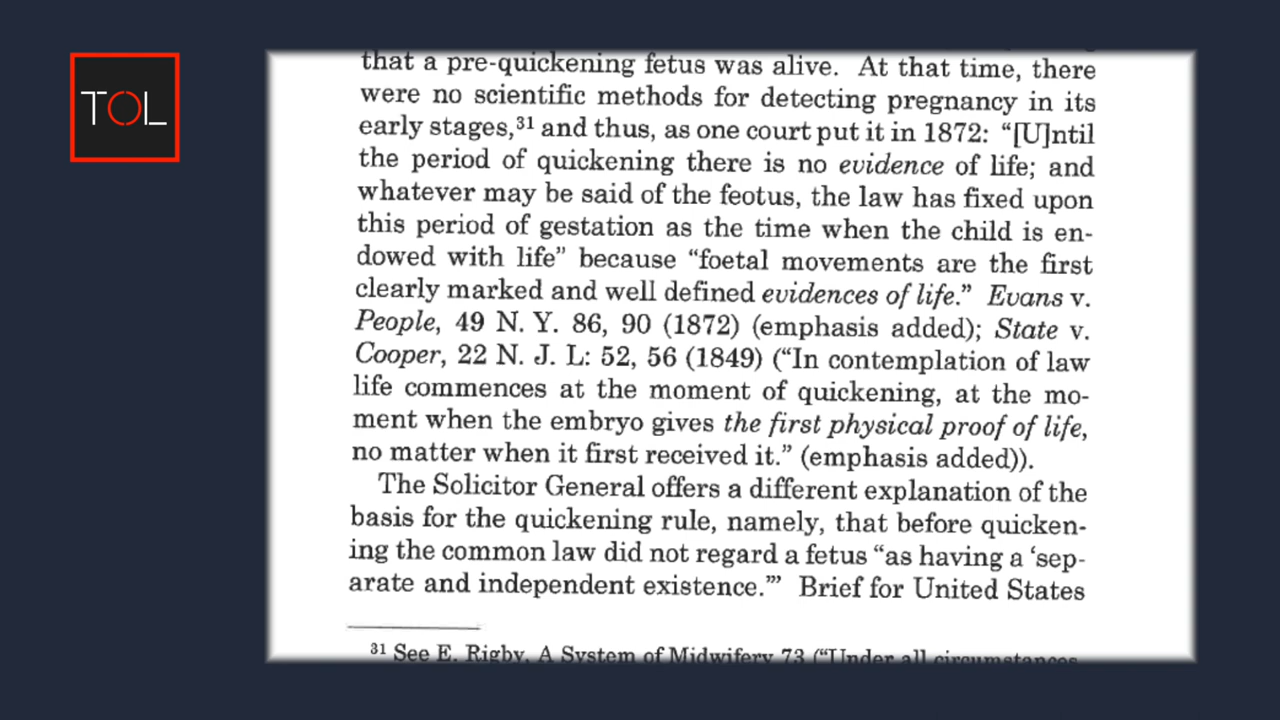 TOL
that a pre-quickening fetus was alive. At that time, there
were no scientific methods for detecting pregnancy in its
early stages,³¹ and thus, as one court put it in 1872: “[U]ntil
the period of quickening there is no evidence of life; and
whatever may be said of the feotus, the law has fixed upon
this period of gestation as the time when the child is en-
dowed with life” because “foetal movements are the first
clearly marked and well defined evidences of life.” Evans v.
People, 49 N. Y. 86, 90 (1872) (emphasis added); State v.
Cooper, 22 N. J. L: 52, 56 (1849) (“In contemplation of law
life commences at the moment of quickening, at the mo-
ment when the embryo gives the first physical proof of life,
no matter when it first received it.” (emphasis added)).
The Solicitor General offers a different explanation of the
basis for the quickening rule, namely, that before quicken-
ing the common law did not regard a fetus “as having a ‘sep-
arate and independent existence.’” Brief for United States
³¹ See E. Rigby, A System of Midwifery 73 (“Under all circumstances